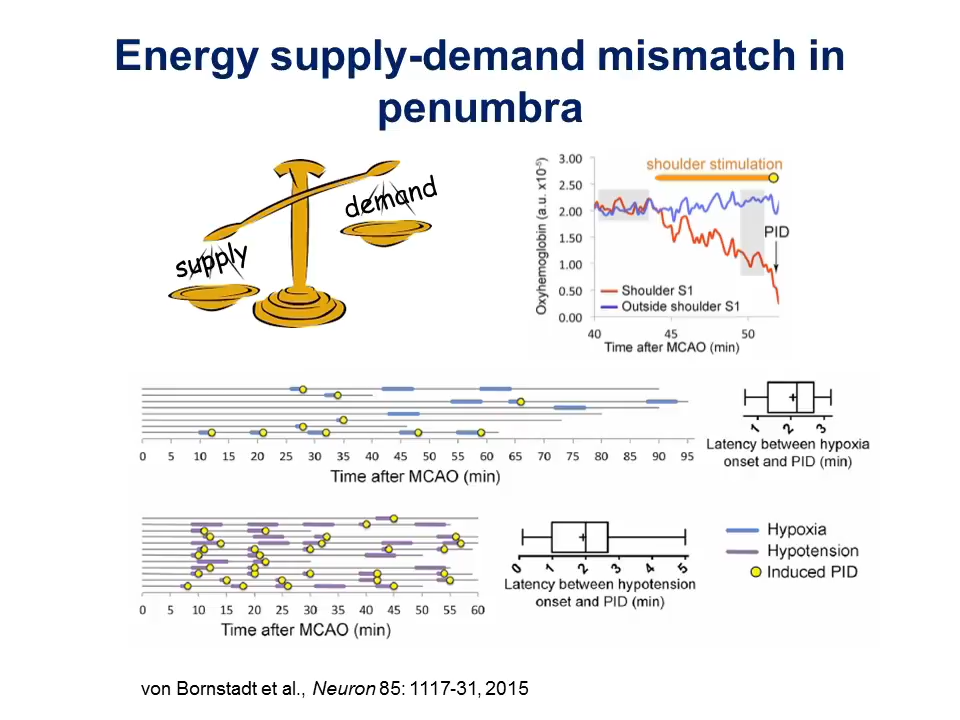 Energy supply-demand mismatch in
penumbra
supply
demand
Oxyhemoglobin (a.u. x10⁻⁵)
3.00
2.50
2.00
1.50
1.00
0.50
0.00
shoulder stimulation
PID
Shoulder S1
Outside shoulder S1
40 45 50
Time after MCAO (min)
0 5 10 15 20 25 30 35 40 45 50 55 60 65 70 75 80 85 90 95
Time after MCAO (min)
1 2 3
Latency between hypoxia
onset and PID (min)
0 5 10 15 20 25 30 35 40 45 50 55 60
Time after MCAO (min)
0 1 2 3 4 5
Latency between hypotension
onset and PID (min)
Hypoxia
Hypotension
Induced PID
von Bornstadt et al., Neuron 85: 1117-31, 2015